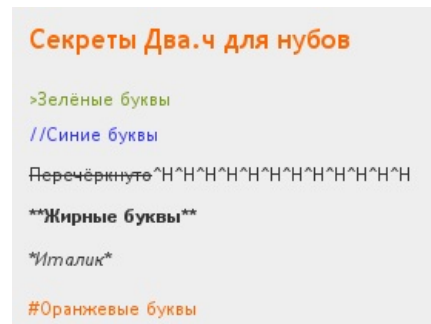 Секреты Два.ч для нубов
>Зелёные буквы
//Синие буквы
Перечёркнуто^H^H^H^H^H^H^H^H^H^H^H^H
**Жирные буквы**
*Италик*
#Оранжевые буквы